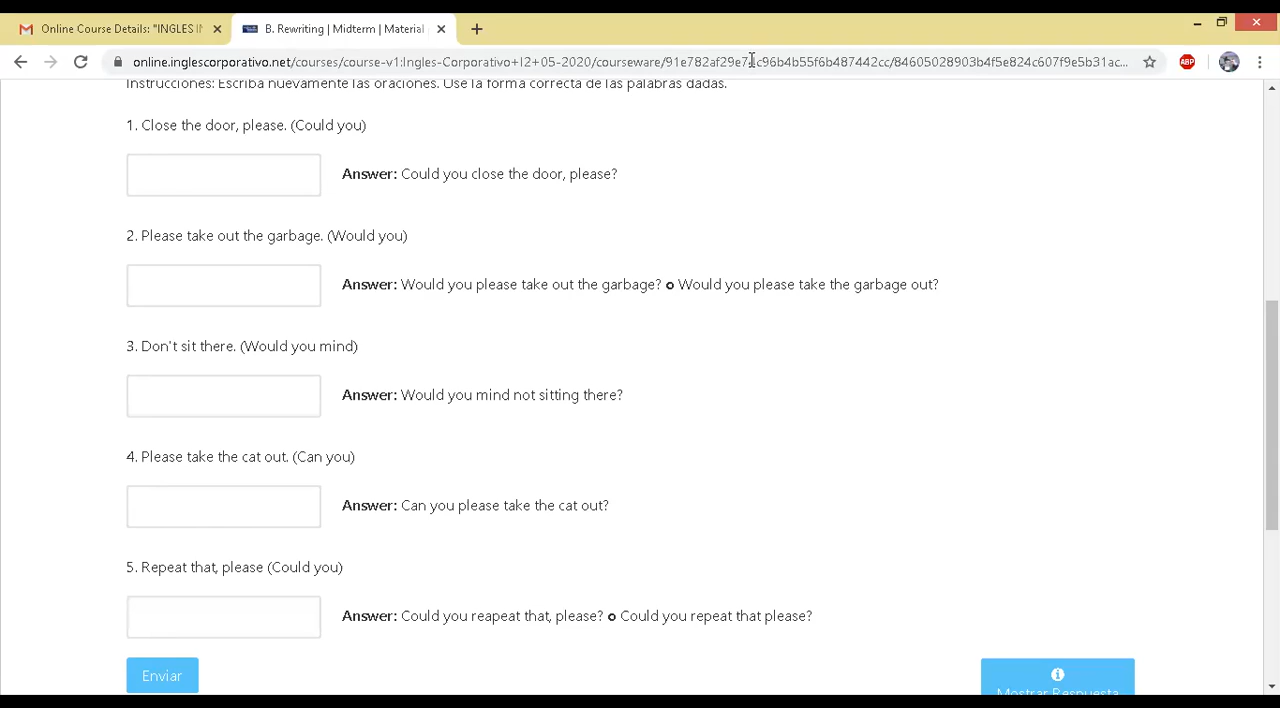 Online Course Details: "INGLES IN
B. Rewriting | Midterm | Material
online.inglescorporativo.net/courses/course-v1:Ingles-Corporativo+I2+05-2020/courseware/91e782af29e7 c96b4b55f6b487442cc/84605028903b4f5e824c607f9e5b31ac...
ABP
Instrucciones: Escriba nuevamente las oraciones. Use la forma correcta de las palabras dadas.
1. Close the door, please. (Could you)
Answer: Could you close the door, please?
2. Please take out the garbage. (Would you)
Answer: Would you please take out the garbage? o Would you please take the garbage out?
3. Don't sit there. (Would you mind)
Answer: Would you mind not sitting there?
4. Please take the cat out. (Can you)
Answer: Can you please take the cat out?
5. Repeat that, please (Could you)
Answer: Could you reapeat that, please? o Could you repeat that please?
Enviar
Mostrar Respuesta